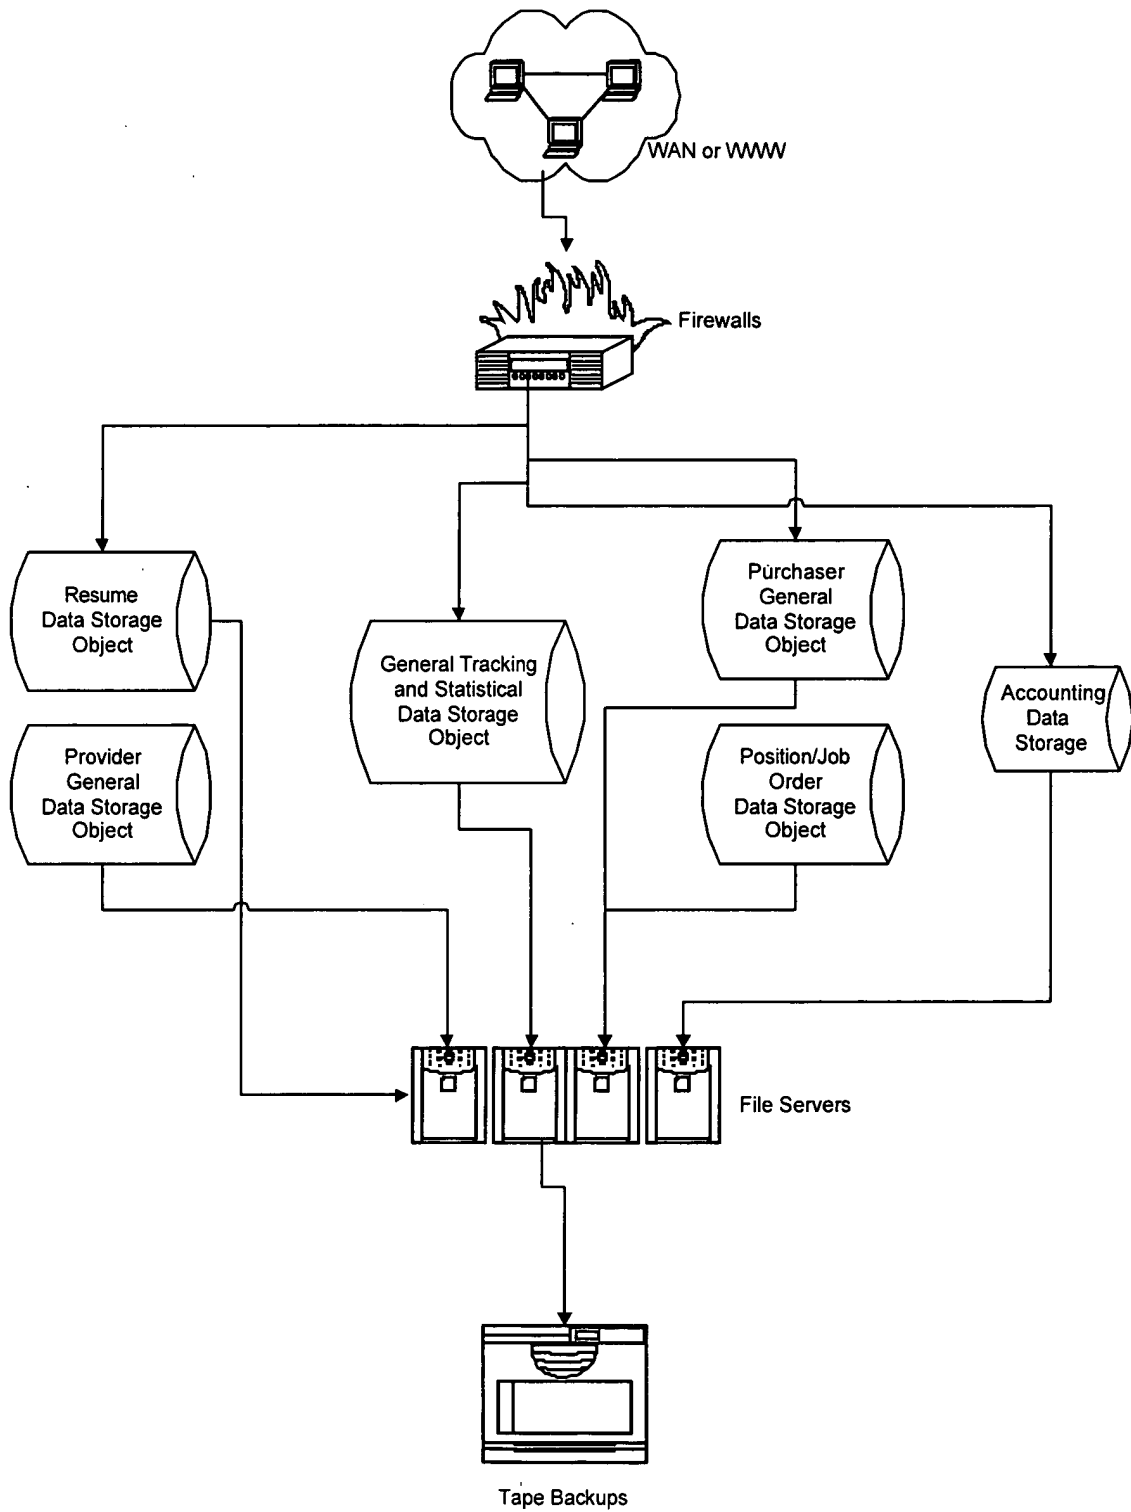 WAN or WWW
Firewalls
Resume
Data Storage
Object
Purchaser
General
Data Storage
Object
General Tracking
and Statistical
Data Storage
Object
Accounting
Data
Storage
Provider
General
Data Storage
Object
Position/Job
Order
Data Storage
Object
File Servers
Tape Backups